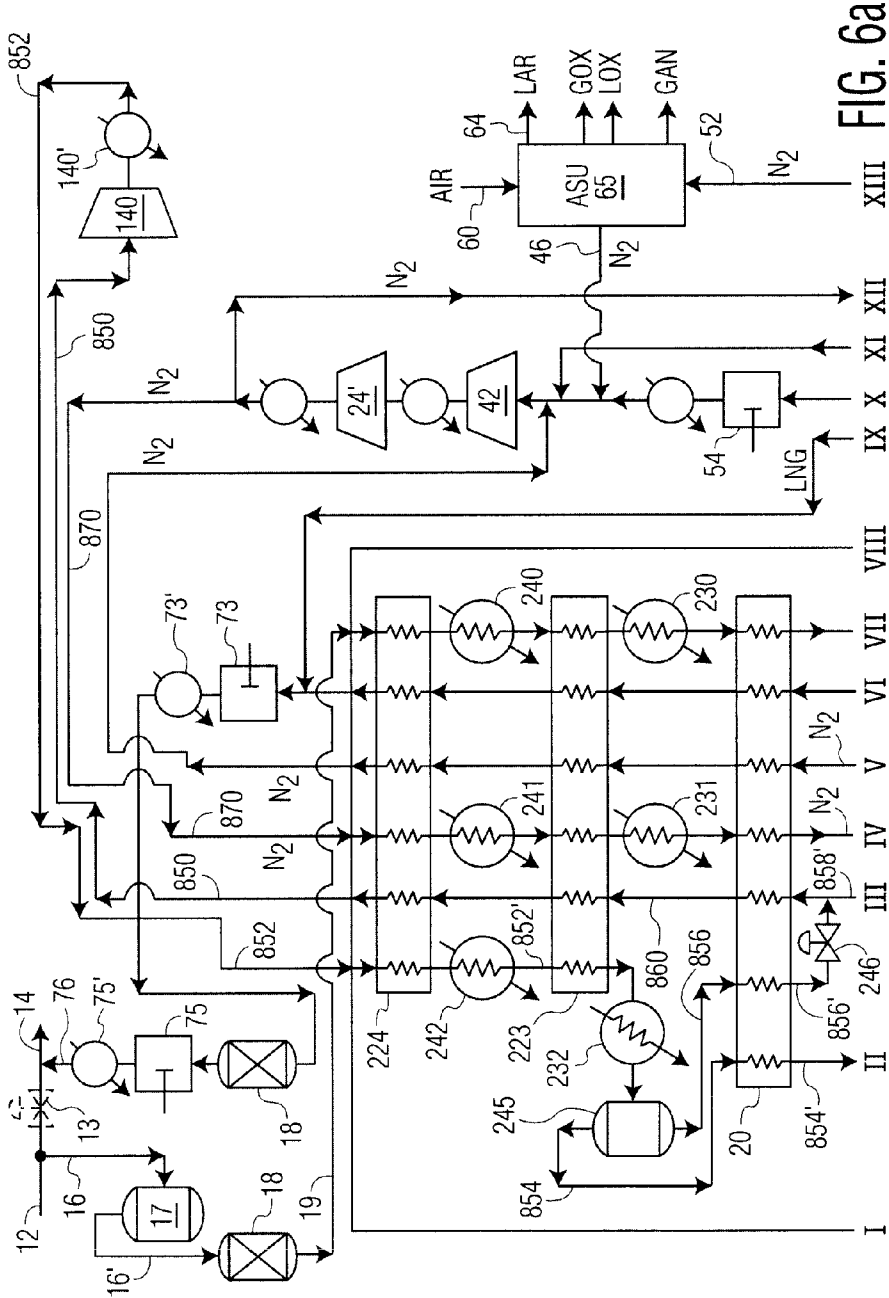 852
140'
140
850
N2
870
N2
N2
24'
42
54
46
N2
AIR
60
ASU
65
64
LAR
GOX
LOX
GAN
52
N2
FIG. 6a
12
16
16'
17
18
13
14
76
75'
75
18'
19
73'
73
LNG
852
850
870
N2
N2
224
242
241
240
852'
223
232
231
230
860
856
245
854
20
854'
856'
246
858'
N2
N2
I
II
III
IV
V
VI
VII
VIII
IX
X
XI
XII
XIII